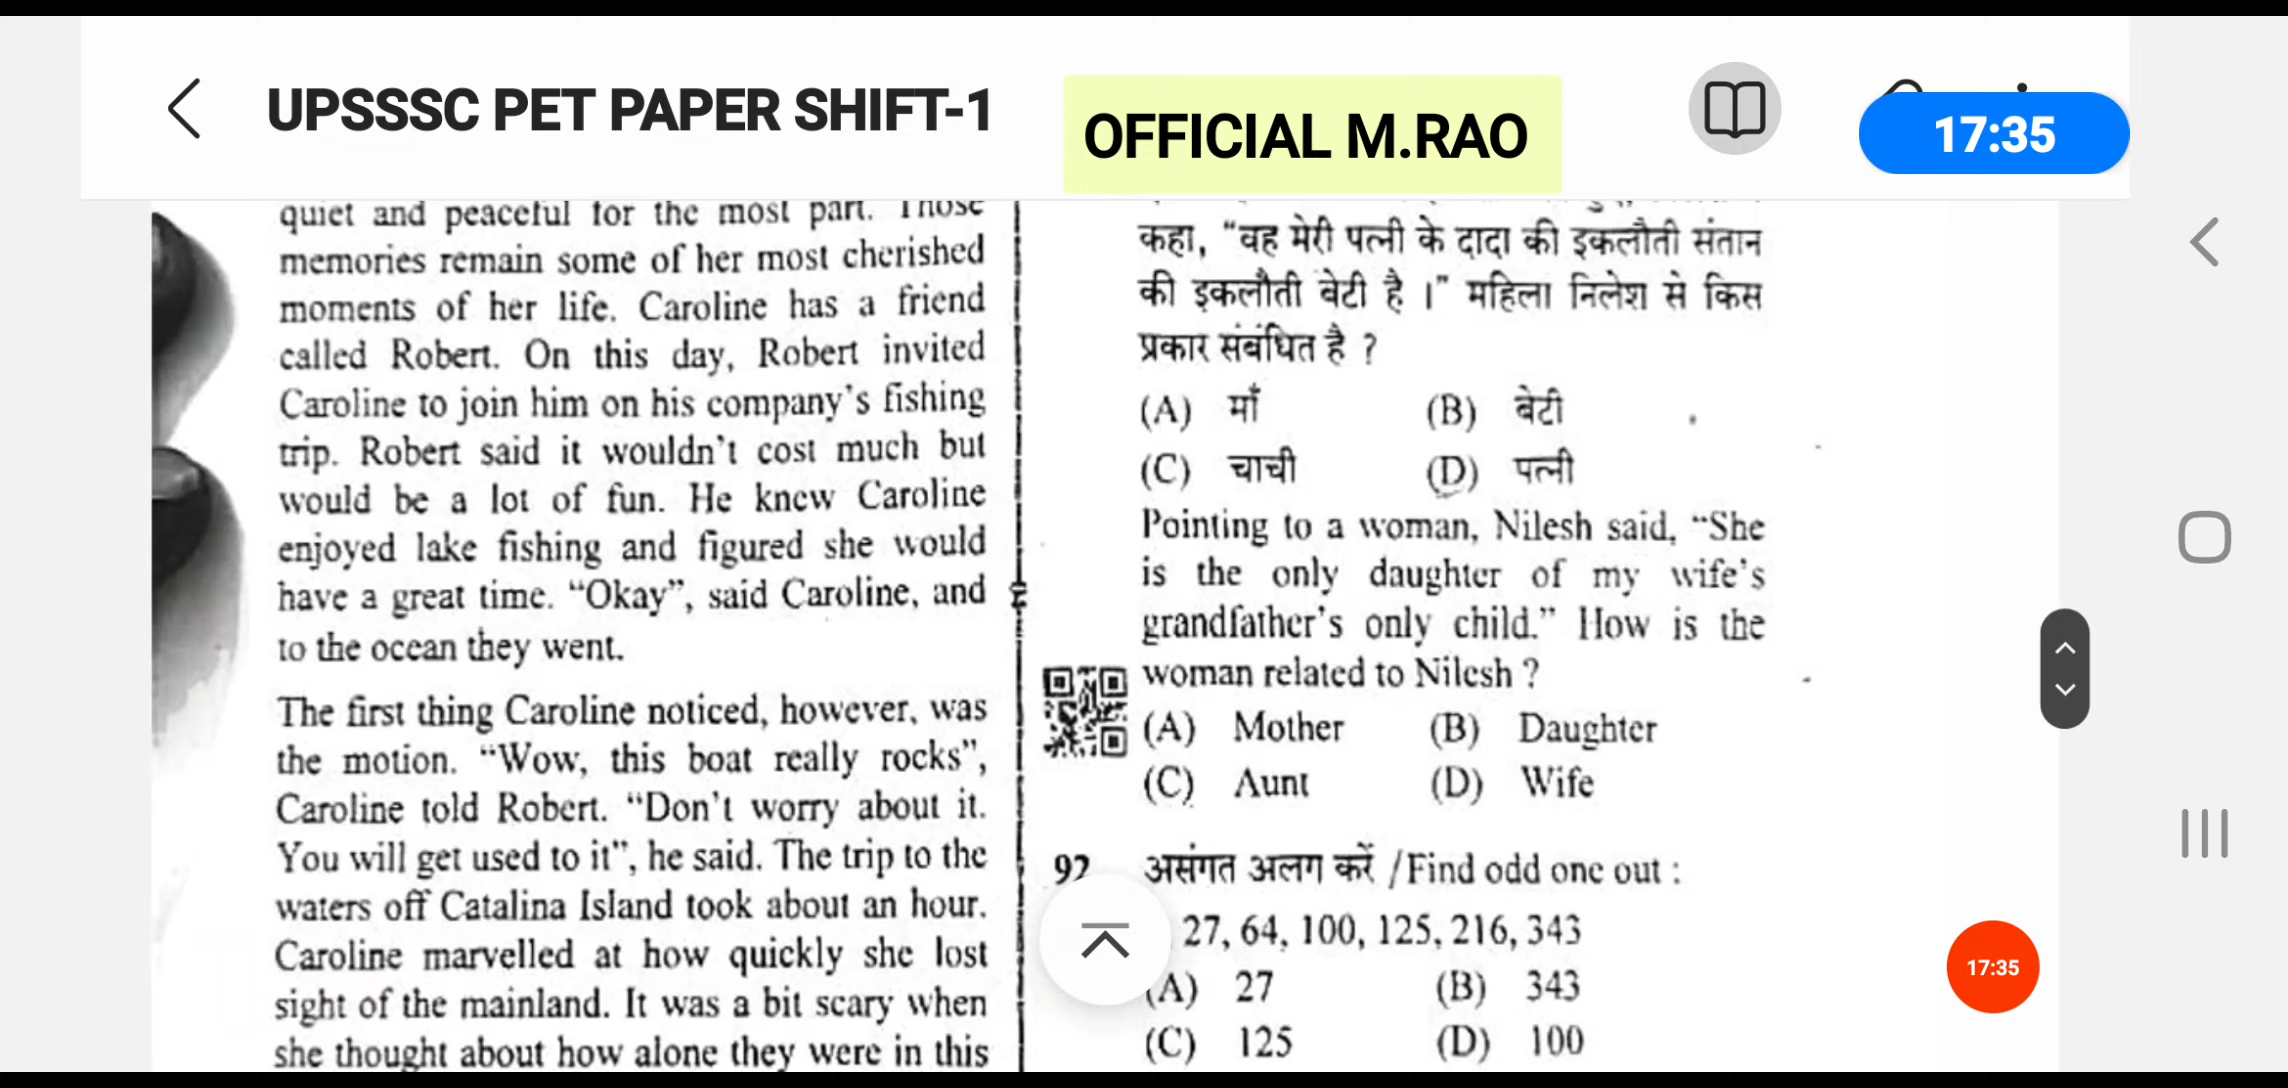 UPSSSC PET PAPER SHIFT-1
OFFICIAL M.RAO
17:35
quiet and peaceful for the most part. Those
memories remain some of her most cherished
moments of her life. Caroline has a friend
called Robert. On this day, Robert invited
Caroline to join him on his company's fishing
trip. Robert said it wouldn't cost much but
would be a lot of fun. He knew Caroline
enjoyed lake fishing and figured she would
have a great time. “Okay”, said Caroline, and
to the ocean they went.
The first thing Caroline noticed, however, was
the motion. “Wow, this boat really rocks”,
Caroline told Robert. “Don't worry about it.
You will get used to it”, he said. The trip to the
waters off Catalina Island took about an hour.
Caroline marvelled at how quickly she lost
sight of the mainland. It was a bit scary when
she thought about how alone they were in this
कहा, “वह मेरी पत्नी के दादा की इकलौती संतान
की इकलौती बेटी है ।” महिला निलेश से किस
प्रकार संबंधित है ?
(A) माँ (B) बेटी
(C) चाची (D) पत्नी
Pointing to a woman, Nilesh said, “She
is the only daughter of my wife's
grandfather's only child.” How is the
woman related to Nilesh ?
(A) Mother (B) Daughter
(C) Aunt (D) Wife
92 असंगत अलग करें /Find odd one out :
27, 64, 100, 125, 216, 343
(A) 27 (B) 343
(C) 125 (D) 100
17:35